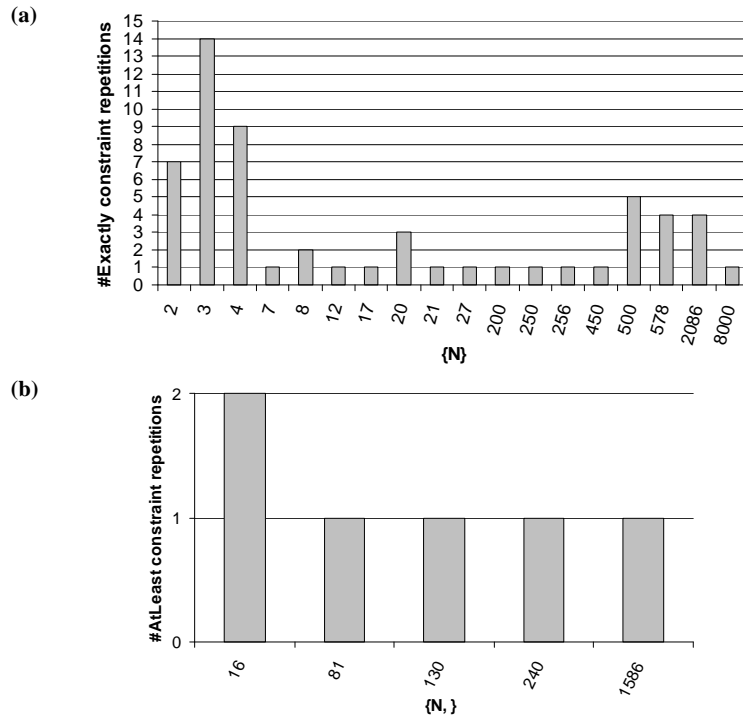 (a)
#Exactly constraint repetitions
15
14
13
12
11
10
9
8
7
6
5
4
3
2
1
0
2 3 4 7 8 12 17 20 21 27 200 250 256 450 500 578 2086 8000
{N}
(b)
#AtLeast constraint repetitions
2
1
0
16 81 130 240 1586
{N, }